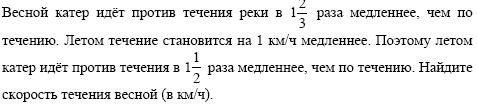 Весной катер идёт против течения реки в 1 2/3 раза медленнее, чем по
течению. Летом течение становится на 1 км/ч медленнее. Поэтому летом
катер идёт против течения в 1 1/2 раза медленнее, чем по течению. Найдите
скорость течения весной (в км/ч).